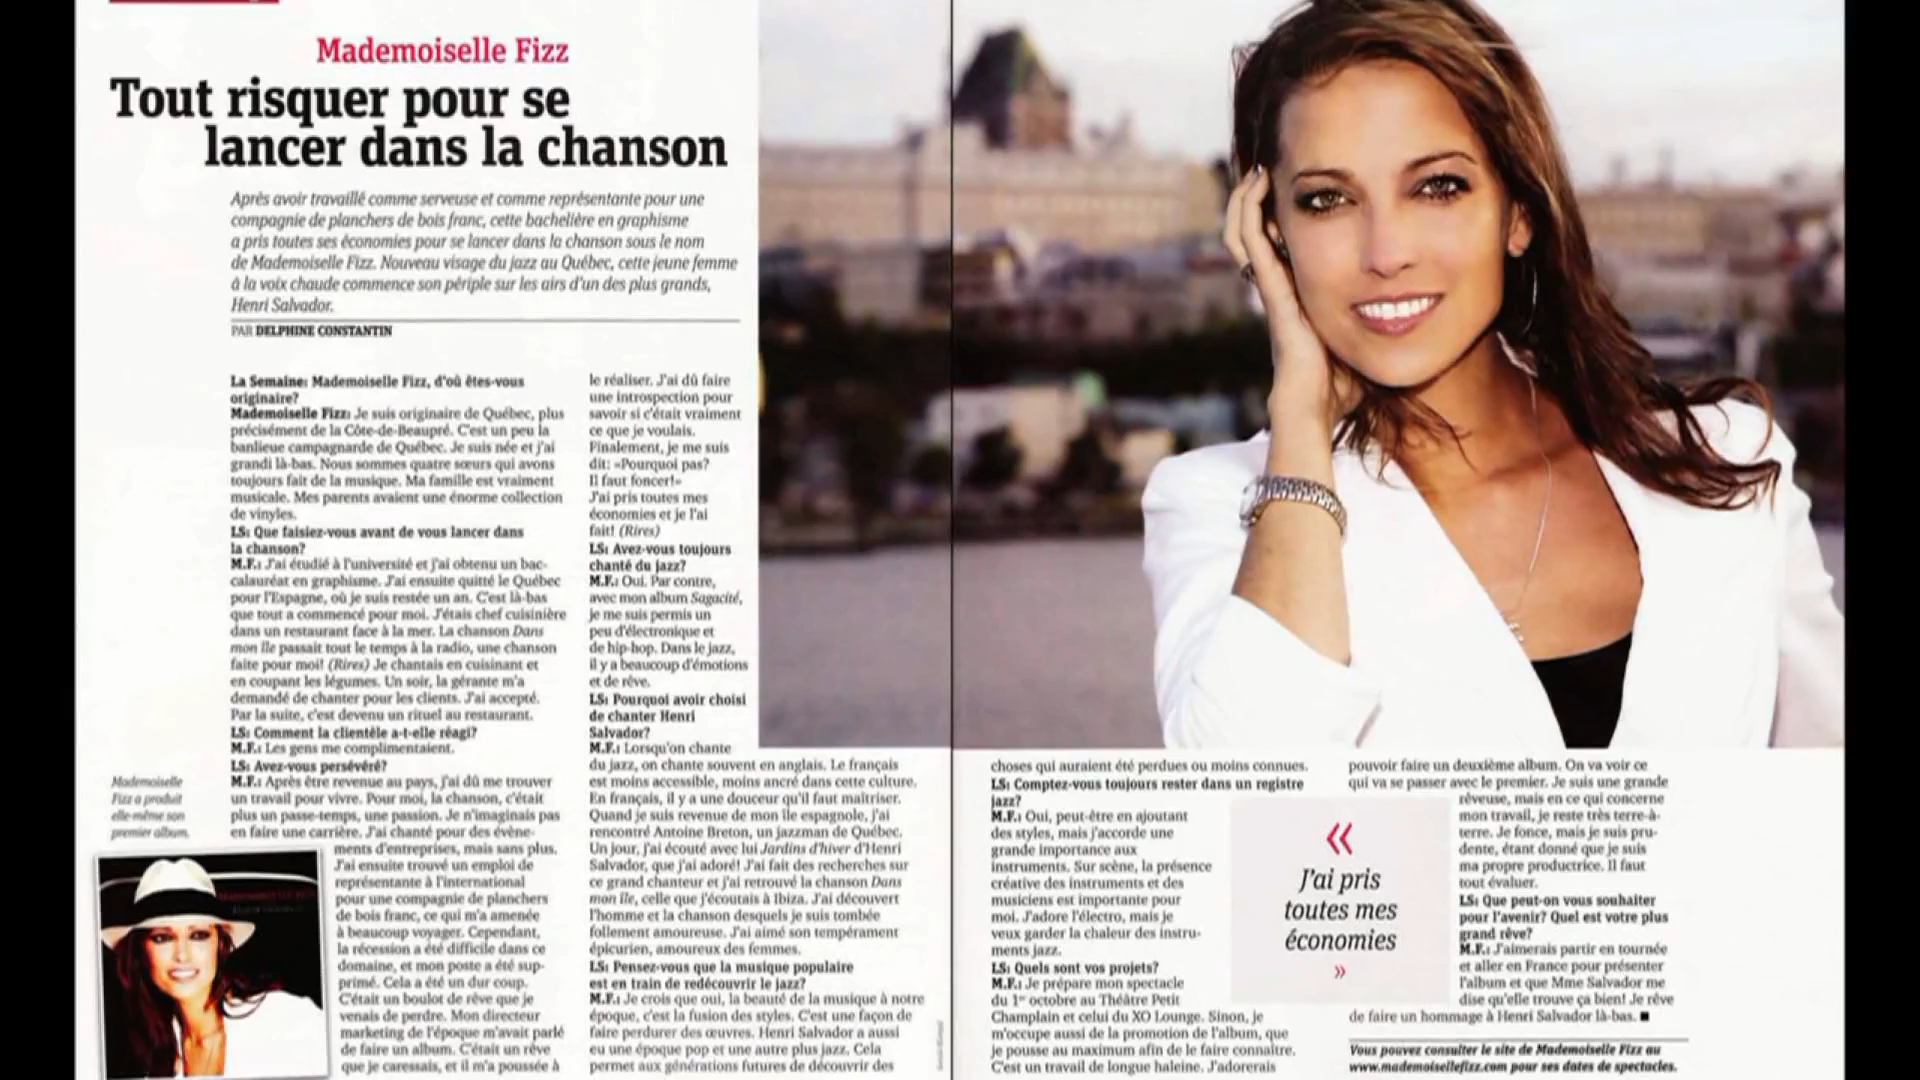 Mademoiselle Fizz
Tout risquer pour se
lancer dans la chanson
Après avoir travaillé comme serveuse et comme représentante pour une
compagnie de planchers de bois franc, cette bachelière en graphisme
a pris toutes ses économies pour se lancer dans la chanson sous le nom
de Mademoiselle Fizz. Nouveau visage du jazz au Québec, cette jeune femme
à la voix chaude commence son périple sur les airs d'un des plus grands,
Henri Salvador.
PAR DELPHINE CONSTANTIN
La Semaine: Mademoiselle Fizz, d'où êtes-vous
originaire?
Mademoiselle Fizz: Je suis originaire de Québec, plus
précisément de la Côte-de-Beaupré. C'est un peu la
banlieue campagnarde de Québec. Je suis née et j'ai
grandi là-bas. Nous sommes quatre sœurs qui avons
toujours fait de la musique. Ma famille est vraiment
musicale. Mes parents avaient une énorme collection
de vinyles.
LS: Que faisiez-vous avant de vous lancer dans
la chanson?
M.F.: J'ai étudié à l'université et j'ai obtenu un bac-
calauréat en graphisme. J'ai ensuite quitté le Québec
pour l'Espagne, où je suis restée un an. C'est là-bas
que tout a commencé pour moi. J'étais chef cuisinière
dans un restaurant face à la mer. La chanson Dans
mon île passait tout le temps à la radio, une chanson
faite pour moi! (Rires) Je chantais en cuisinant et
en coupant les légumes. Un soir, la gérante m'a
demandé de chanter pour les clients. J'ai accepté.
Par la suite, c'est devenu un rituel au restaurant.
LS: Comment la clientèle a-t-elle réagi?
M.F.: Les gens me complimentaient.
LS: Avez-vous persévéré?
M.F.: Après être revenue au pays, j'ai dû me trouver
un travail pour vivre. Pour moi, la chanson, c'était
plus un passe-temps, une passion. Je n'imaginais pas
en faire une carrière. J'ai chanté pour des évène-
ments d'entreprises, mais sans plus.
J'ai ensuite trouvé un emploi de
représentante à l'international
pour une compagnie de planchers
de bois franc, ce qui m'a amenée
à beaucoup voyager. Cependant,
la récession a été difficile dans ce
domaine, et mon poste a été sup-
primé. Cela a été un dur coup.
C'était un boulot de rêve que je
venais de perdre. Mon directeur
marketing de l'époque m'avait parlé
de faire un album. C'était un rêve
que je caressais, et il m'a poussée à
Mademoiselle
Fizz a produit
elle-même son
premier album.
le réaliser. J'ai dû faire
une introspection pour
savoir si c'était vraiment
ce que je voulais.
Finalement, je me suis
dit: «Pourquoi pas?
Il faut foncer!»
J'ai pris toutes mes
économies et je l'ai
fait! (Rires)
LS: Avez-vous toujours
chanté du jazz?
M.F.: Oui. Par contre,
avec mon album Sagacité,
je me suis permis un
peu d'électronique et
de hip-hop. Dans le jazz,
il y a beaucoup d'émotions
et de rêve.
LS: Pourquoi avoir choisi
de chanter Henri
Salvador?
M.F.: Lorsqu'on chante
du jazz, on chante souvent en anglais. Le français
est moins accessible, moins ancré dans cette culture.
En français, il y a une douceur qu'il faut maîtriser.
Quand je suis revenue de mon île espagnole, j'ai
rencontré Antoine Breton, un jazzman de Québec.
Un jour, j'ai écouté avec lui Jardins d'hiver d'Henri
Salvador, que j'ai adoré! J'ai fait des recherches sur
ce grand chanteur et j'ai retrouvé la chanson Dans
mon île, celle que j'écoutais à Ibiza. J'ai découvert
l'homme et la chanson desquels je suis tombée
follement amoureuse. J'ai aimé son tempérament
épicurien, amoureux des femmes.
LS: Pensez-vous que la musique populaire
est en train de redécouvrir le jazz?
M.F.: Je crois que oui, la beauté de la musique à notre
époque, c'est la fusion des styles. C'est une façon de
faire perdurer des œuvres. Henri Salvador a aussi
eu une époque pop et une autre plus jazz. Cela
permet aux générations futures de découvrir des
choses qui auraient été perdues ou moins connues.
LS: Comptez-vous toujours rester dans un registre
jazz?
M.F.: Oui, peut-être en ajoutant
des styles, mais j'accorde une
grande importance aux
instruments. Sur scène, la présence
créative des instruments et des
musiciens est importante pour
moi. J'adore l'électro, mais je
veux garder la chaleur des instru-
ments jazz.
LS: Quels sont vos projets?
M.F.: Je prépare mon spectacle
du 1er octobre au Théâtre Petit
Champlain et celui du XO Lounge. Sinon, je
m'occupe aussi de la promotion de l'album, que
je pousse au maximum afin de le faire connaître.
C'est un travail de longue haleine. J'adorerais
«
J'ai pris
toutes mes
économies
»
pouvoir faire un deuxième album. On va voir ce
qui va se passer avec le premier. Je suis une grande
rêveuse, mais en ce qui concerne
mon travail, je reste très terre-à-
terre. Je fonce, mais je suis pru-
dente, étant donné que je suis
ma propre productrice. Il faut
tout évaluer.
LS: Que peut-on vous souhaiter
pour l'avenir? Quel est votre plus
grand rêve?
M.F.: J'aimerais partir en tournée
et aller en France pour présenter
l'album et que Mme Salvador me
dise qu'elle trouve ça bien! Je rêve
de faire un hommage à Henri Salvador là-bas. ■
Vous pouvez consulter le site de Mademoiselle Fizz au
www.mademoisellefizz.com pour ses dates de spectacles.